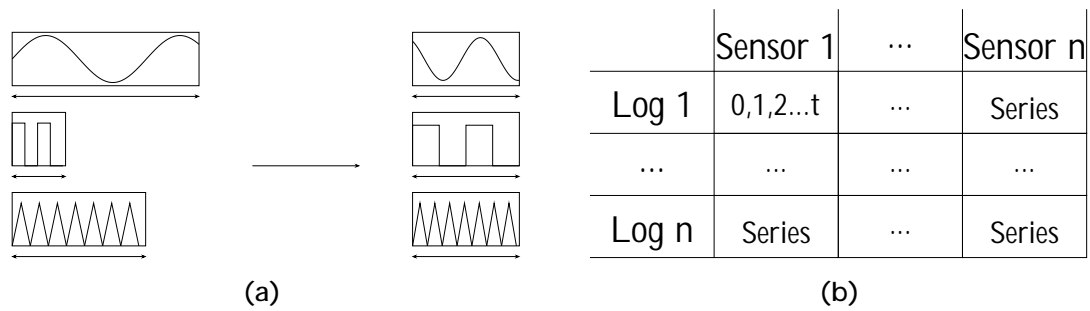 Sensor 1 ... Sensor n
Log 1 0,1,2...t ... Series
... ... ... ...
Log n Series ... Series
(a) (b)